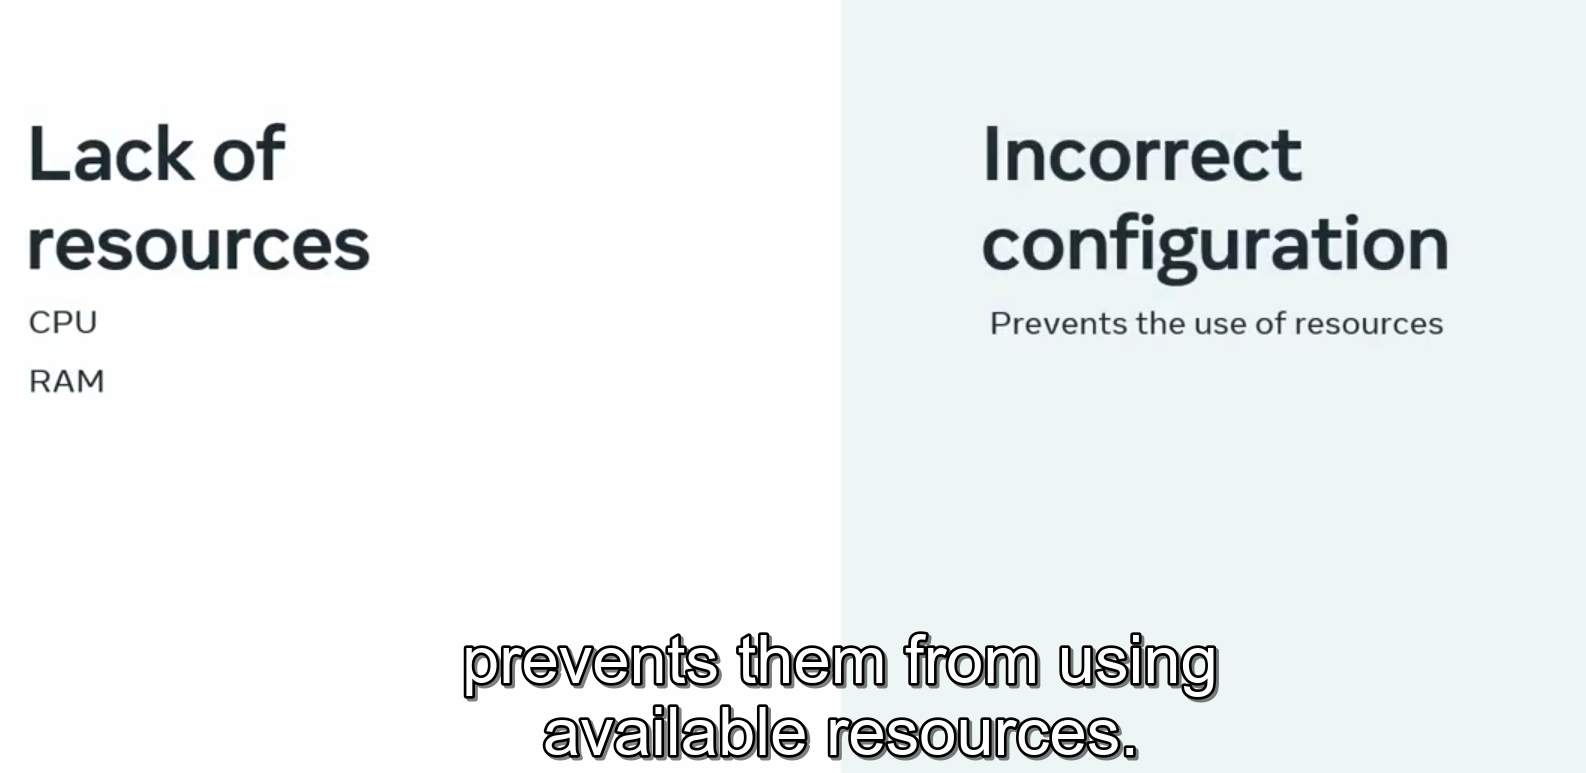 Lack of
resources
CPU
RAM
Incorrect
configuration
Prevents the use of resources
prevents them from using
available resources.